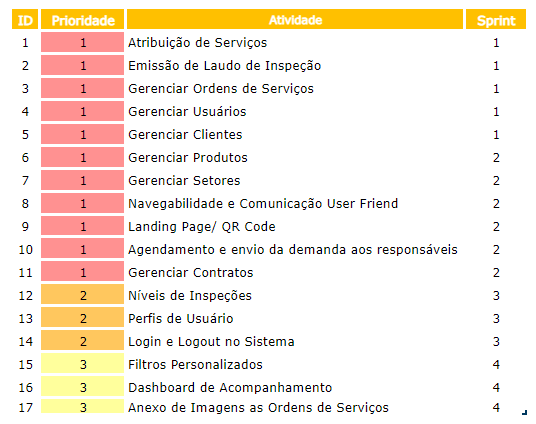 ID Prioridade Atividade Sprint
1 1 Atribuição de Serviços 1
2 1 Emissão de Laudo de Inspeção 1
3 1 Gerenciar Ordens de Serviços 1
4 1 Gerenciar Usuários 1
5 1 Gerenciar Clientes 1
6 1 Gerenciar Produtos 2
7 1 Gerenciar Setores 2
8 1 Navegabilidade e Comunicação User Friend 2
9 1 Landing Page/ QR Code 2
10 1 Agendamento e envio da demanda aos responsáveis 2
11 1 Gerenciar Contratos 2
12 2 Níveis de Inspeções 3
13 2 Perfis de Usuário 3
14 2 Login e Logout no Sistema 3
15 3 Filtros Personalizados 4
16 3 Dashboard de Acompanhamento 4
17 3 Anexo de Imagens as Ordens de Serviços 4